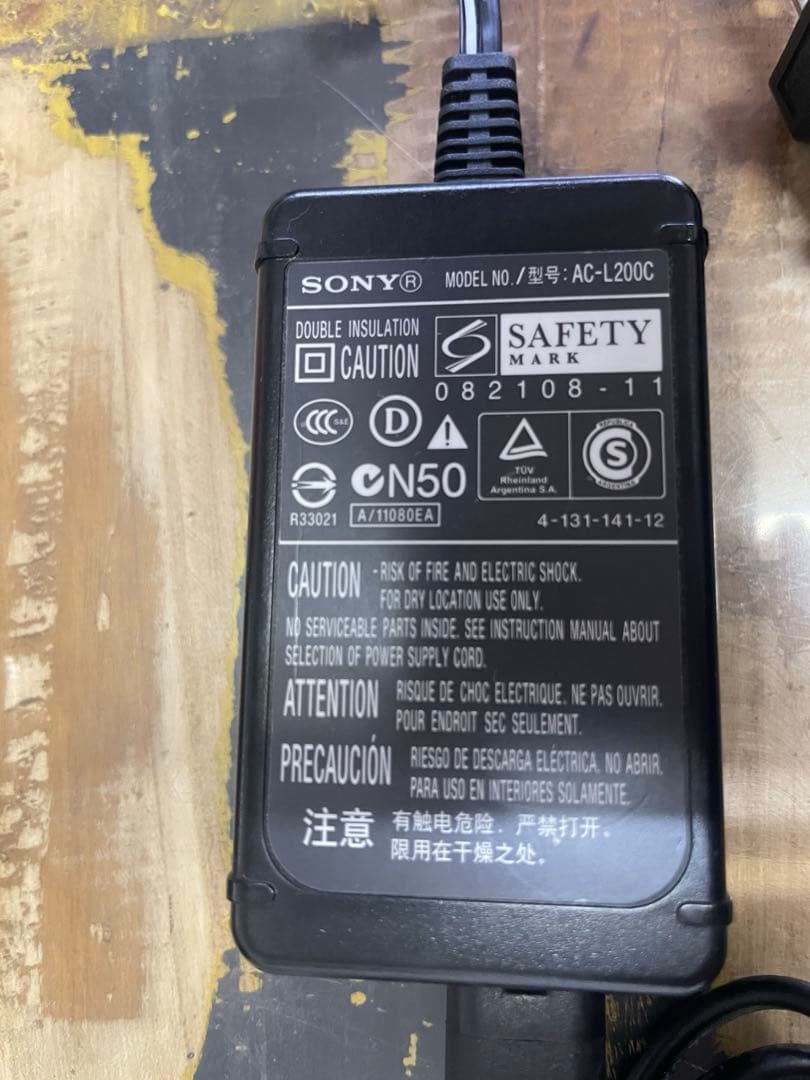 SONY® MODEL NO./型号: AC-L200C
DOUBLE INSULATION
CAUTION
SAFETY
MARK
082108-11
CCC S&E
D
N50
TÜV
Rheinland
Argentina S.A.
REPUBLICA
S
ARGENTINA
R33021 A/11080EA 4-131-141-12
CAUTION -RISK OF FIRE AND ELECTRIC SHOCK.
FOR DRY LOCATION USE ONLY.
NO SERVICEABLE PARTS INSIDE. SEE INSTRUCTION MANUAL ABOUT
SELECTION OF POWER SUPPLY CORD.
ATTENTION RISQUE DE CHOC ELECTRIQUE. NE PAS OUVRIR.
POUR ENDROIT SEC SEULEMENT.
PRECAUCIÓN RIESGO DE DESCARGA ELÉCTRICA. NO ABRIR.
PARA USO EN INTERIORES SOLAMENTE.
注意 有触电危险. 严禁打开。
限用在干燥之处。